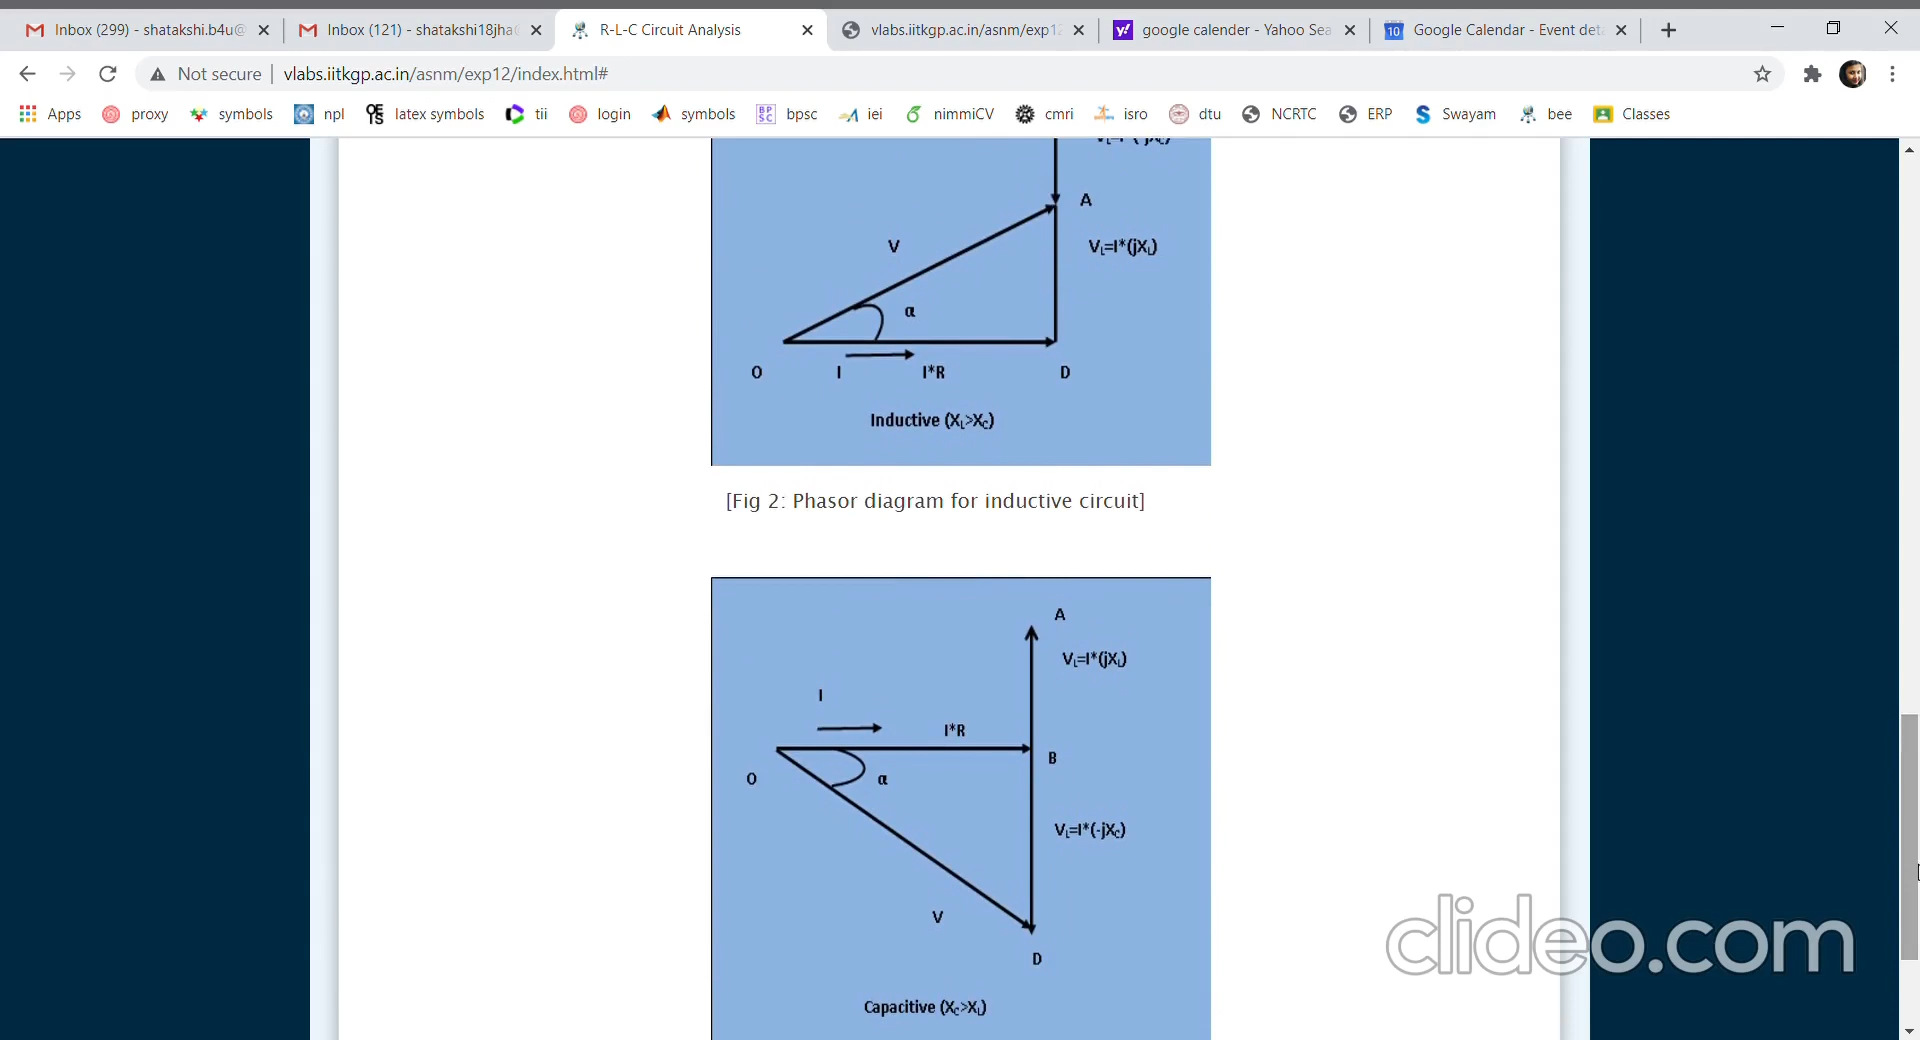 Inbox (299) - shatakshi.b4u@
Inbox (121) - shatakshi18jha
R-L-C Circuit Analysis
vlabs.iitkgp.ac.in/asnm/exp12
google calender - Yahoo Sea
Google Calendar - Event deta
Not secure
vlabs.iitkgp.ac.in/asnm/exp12/index.html#
Apps
proxy
symbols
npl
latex symbols
tii
login
symbols
BPSC bpsc
iei
nimmiCV
cmri
isro
dtu
NCRTC
ERP
Swayam
bee
Classes
A
V
VL=I*(jXL)
α
O
I
I*R
D
Inductive (XL>XC)
[Fig 2: Phasor diagram for inductive circuit]
A
VL=I*(jXL)
I
I*R
B
O
α
VL=I*(-jXC)
V
D
Capacitive (XC>XL)
clideo.com